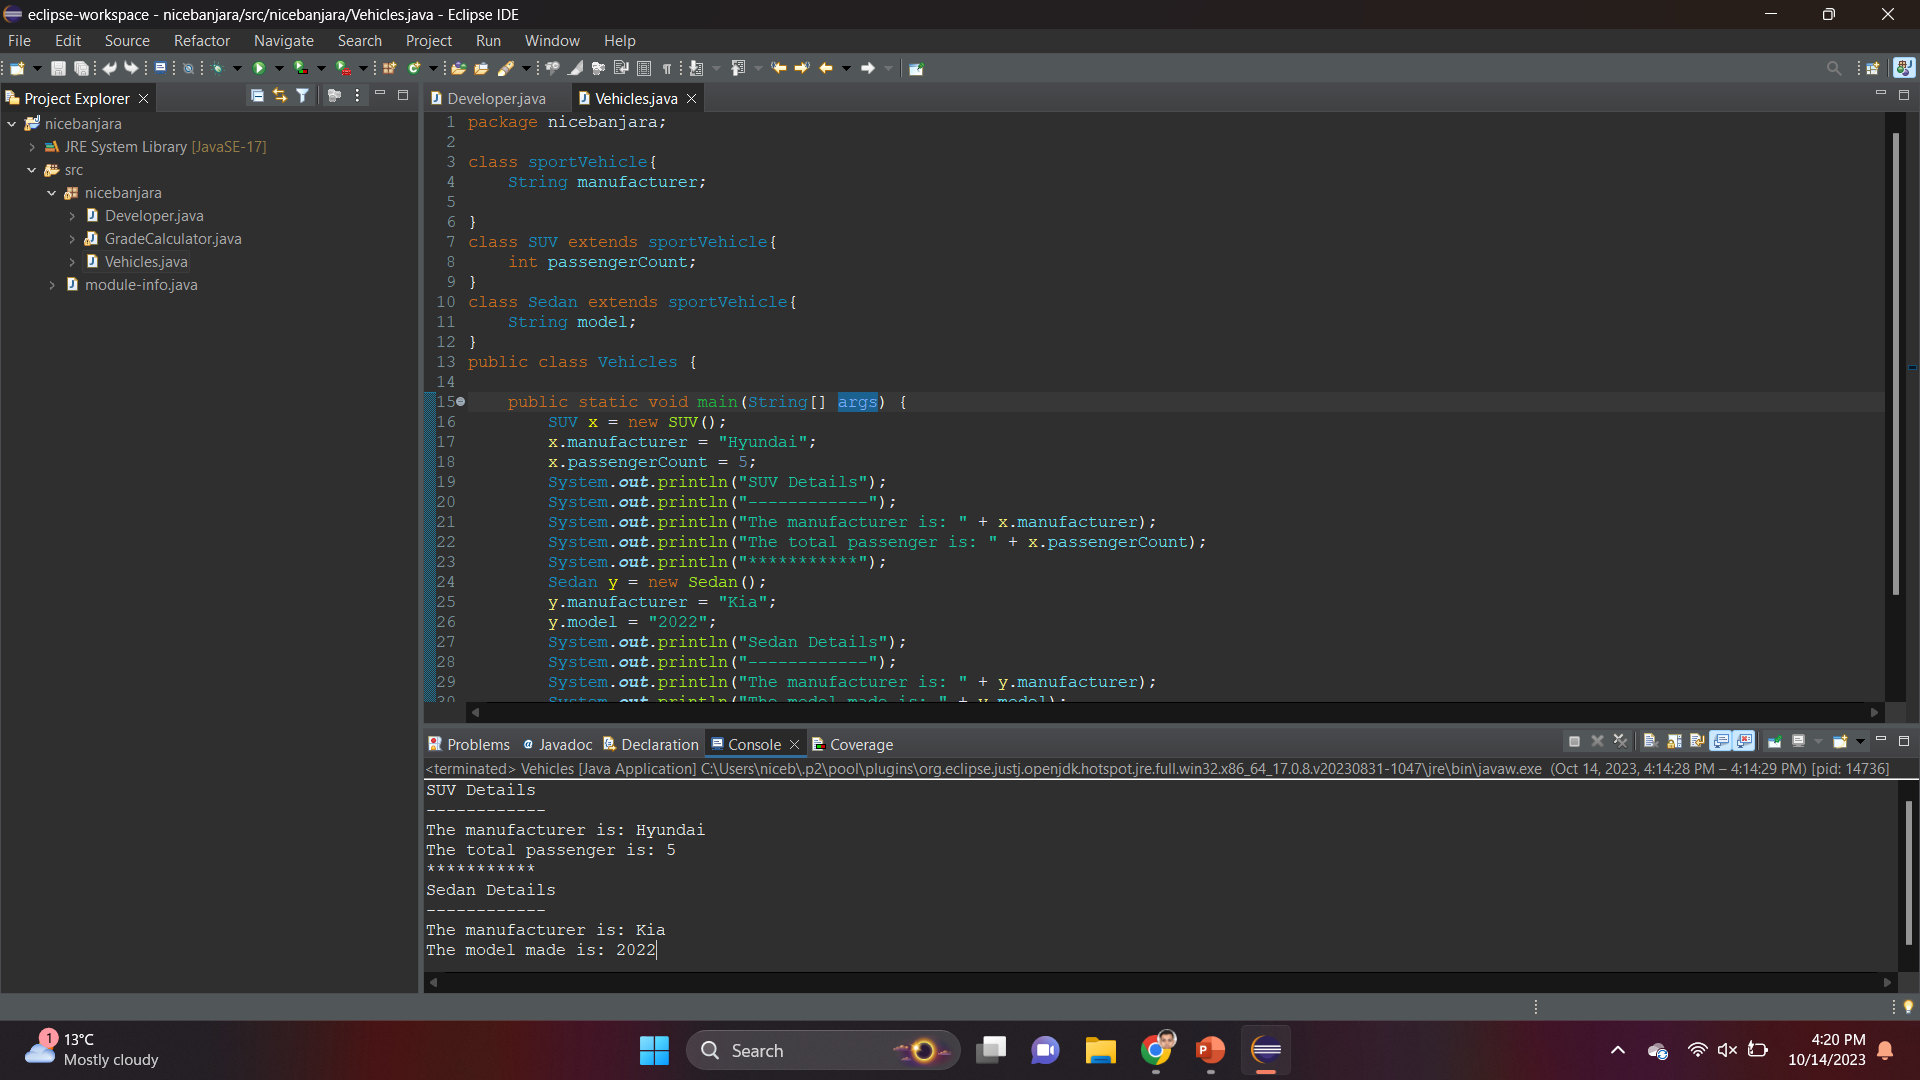 eclipse-workspace - nicebanjara/src/nicebanjara/Vehicles.java - Eclipse IDE
File Edit Source Refactor Navigate Search Project Run Window Help
Project Explorer
nicebanjara
JRE System Library [JavaSE-17]
src
nicebanjara
Developer.java
GradeCalculator.java
Vehicles.java
module-info.java
Developer.java Vehicles.java
1 package nicebanjara;
2
3 class sportVehicle{
4 String manufacturer;
5
6 }
7 class SUV extends sportVehicle{
8 int passengerCount;
9 }
10 class Sedan extends sportVehicle{
11 String model;
12 }
13 public class Vehicles {
14
15 public static void main(String[] args) {
16 SUV x = new SUV();
17 x.manufacturer = "Hyundai";
18 x.passengerCount = 5;
19 System.out.println("SUV Details");
20 System.out.println("------------");
21 System.out.println("The manufacturer is: " + x.manufacturer);
22 System.out.println("The total passenger is: " + x.passengerCount);
23 System.out.println("***********");
24 Sedan y = new Sedan();
25 y.manufacturer = "Kia";
26 y.model = "2022";
27 System.out.println("Sedan Details");
28 System.out.println("------------");
29 System.out.println("The manufacturer is: " + y.manufacturer);
30 System.out.println("The model made is: " + y.model);
Problems Javadoc Declaration Console Coverage
<terminated> Vehicles [Java Application] C:\Users\niceb\.p2\pool\plugins\org.eclipse.justj.openjdk.hotspot.jre.full.win32.x86_64_17.0.8.v20230831-1047\jre\bin\javaw.exe (Oct 14, 2023, 4:14:28 PM – 4:14:29 PM) [pid: 14736]
SUV Details
------------
The manufacturer is: Hyundai
The total passenger is: 5
***********
Sedan Details
------------
The manufacturer is: Kia
The model made is: 2022
1
13°C
Mostly cloudy
Search
4:20 PM
10/14/2023